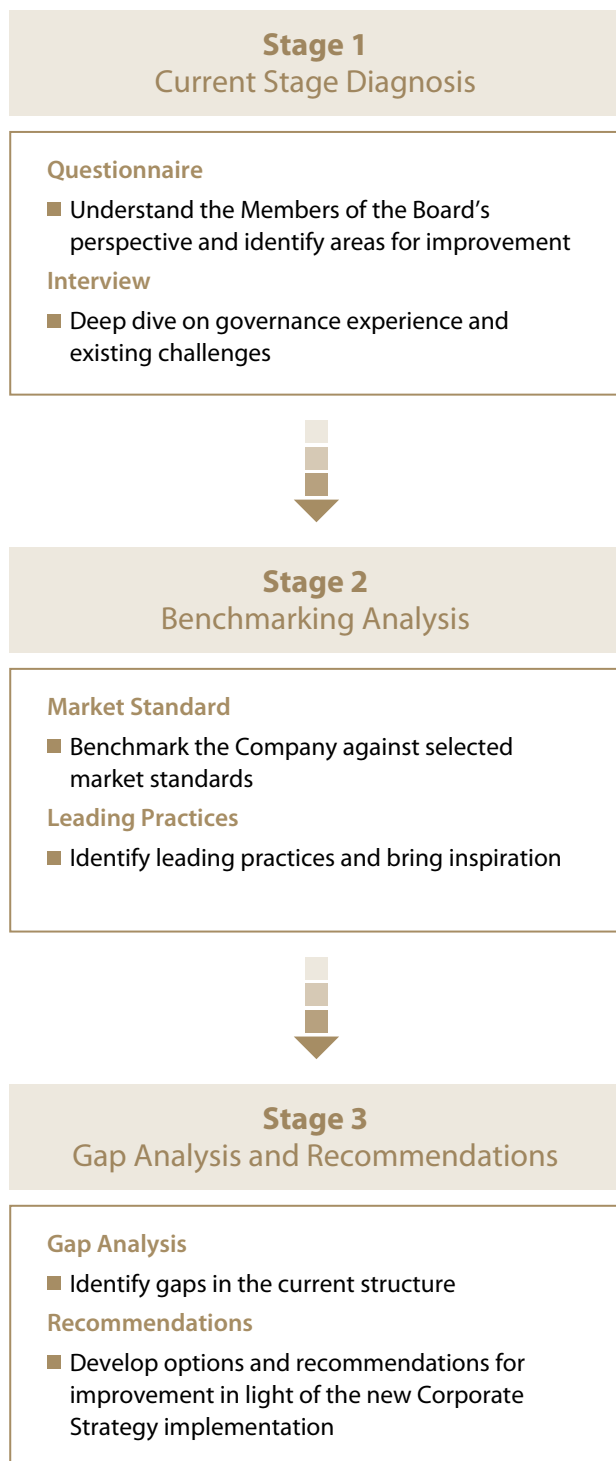 Stage 1
Current Stage Diagnosis
Questionnaire
Understand the Members of the Board’s
perspective and identify areas for improvement
Interview
Deep dive on governance experience and
existing challenges
Stage 2
Benchmarking Analysis
Market Standard
Benchmark the Company against selected
market standards
Leading Practices
Identify leading practices and bring inspiration
Stage 3
Gap Analysis and Recommendations
Gap Analysis
Identify gaps in the current structure
Recommendations
Develop options and recommendations for
improvement in light of the new Corporate
Strategy implementation